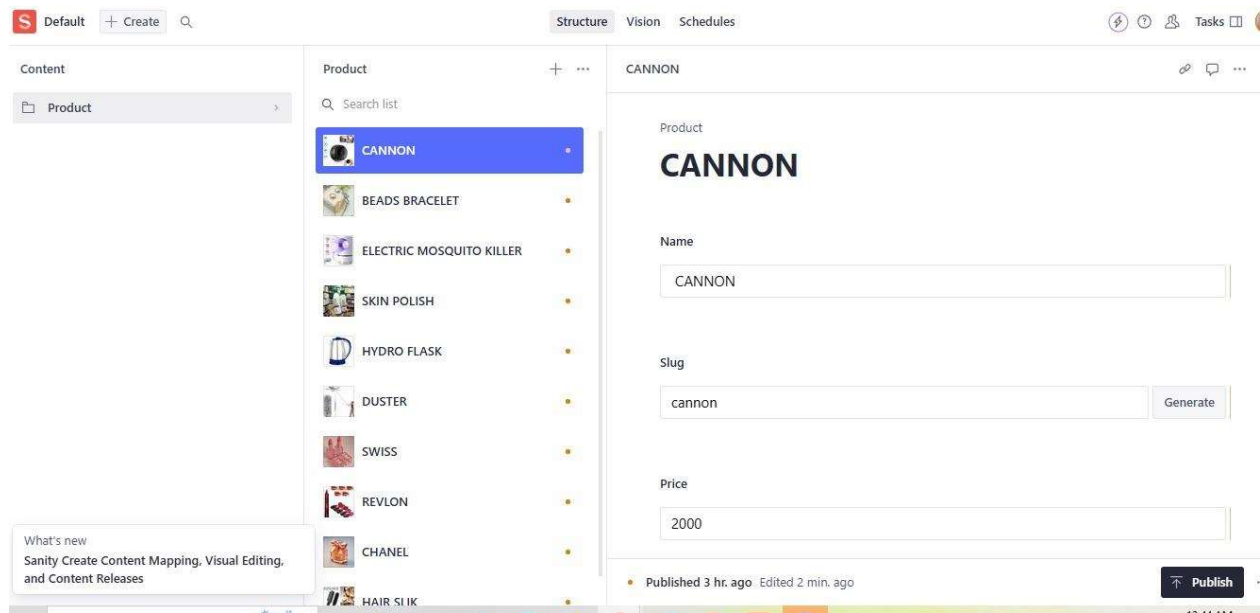 S Default + Create
Structure Vision Schedules
Tasks
Content
Product
Product
Search list
CANNON
BEADS BRACELET
ELECTRIC MOSQUITO KILLER
SKIN POLISH
HYDRO FLASK
DUSTER
SWISS
REVLON
CHANEL
HAIR SLIK
What's new
Sanity Create Content Mapping, Visual Editing,
and Content Releases
CANNON
Product
CANNON
Name
CANNON
Slug
cannon
Generate
Price
2000
Published 3 hr. ago Edited 2 min. ago
Publish